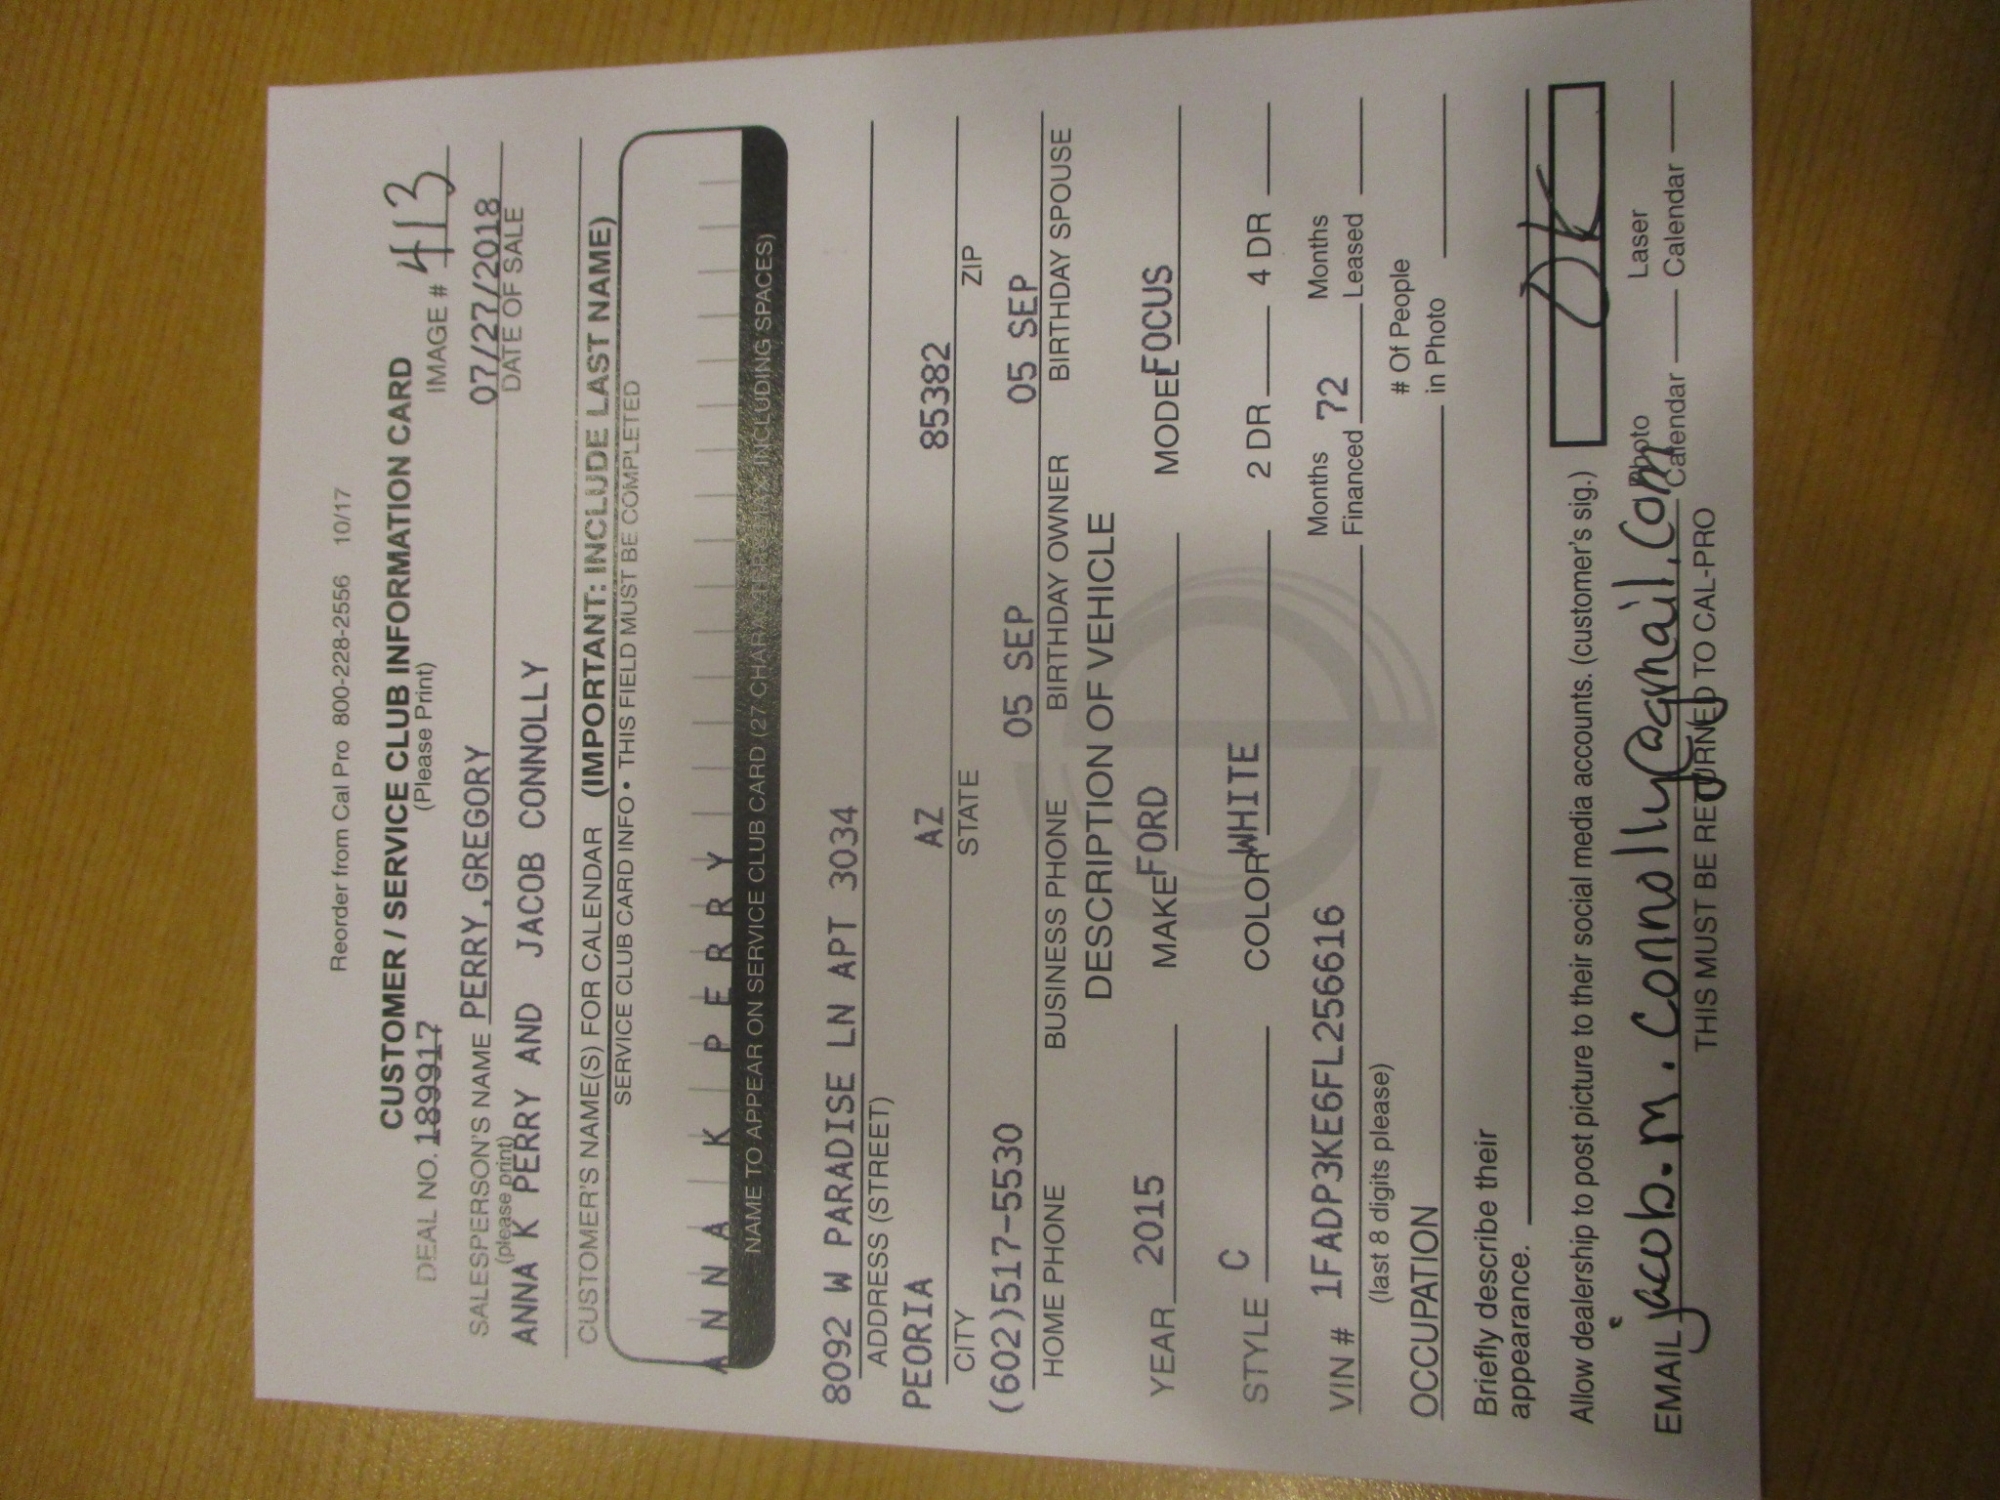 Reorder from Cal Pro 800-228-2556 10/17
CUSTOMER / SERVICE CLUB INFORMATION CARD
(Please Print)
DEAL NO. 189917
IMAGE # 413
SALESPERSON'S NAME PERRY,GREGORY 07/27/2018
(please print) DATE OF SALE
ANNA K PERRY AND JACOB CONNOLLY
CUSTOMER'S NAME(S) FOR CALENDAR (IMPORTANT: INCLUDE LAST NAME)
SERVICE CLUB CARD INFO • THIS FIELD MUST BE COMPLETED
ANNA K PERRY
NAME TO APPEAR ON SERVICE CLUB CARD (27 CHARACTERS MAX INCLUDING SPACES)
8092 W PARADISE LN APT 3034
ADDRESS (STREET)
PEORIA AZ 85382
CITY STATE ZIP
(602)517-5530 05 SEP 05 SEP
HOME PHONE BUSINESS PHONE BIRTHDAY OWNER BIRTHDAY SPOUSE
DESCRIPTION OF VEHICLE
YEAR 2015 MAKE FORD MODEL FOCUS
STYLE C COLOR WHITE 2 DR 4 DR
VIN # 1FADP3KE6FL256616 Months Financed 72 Months Leased
(last 8 digits please)
OCCUPATION # Of People in Photo
Briefly describe their
appearance.
Allow dealership to post picture to their social media accounts. (customer's sig.) OK
EMAIL jacob.m.connolly@gmail.com Photo Calendar Laser Calendar
THIS MUST BE RETURNED TO CAL-PRO